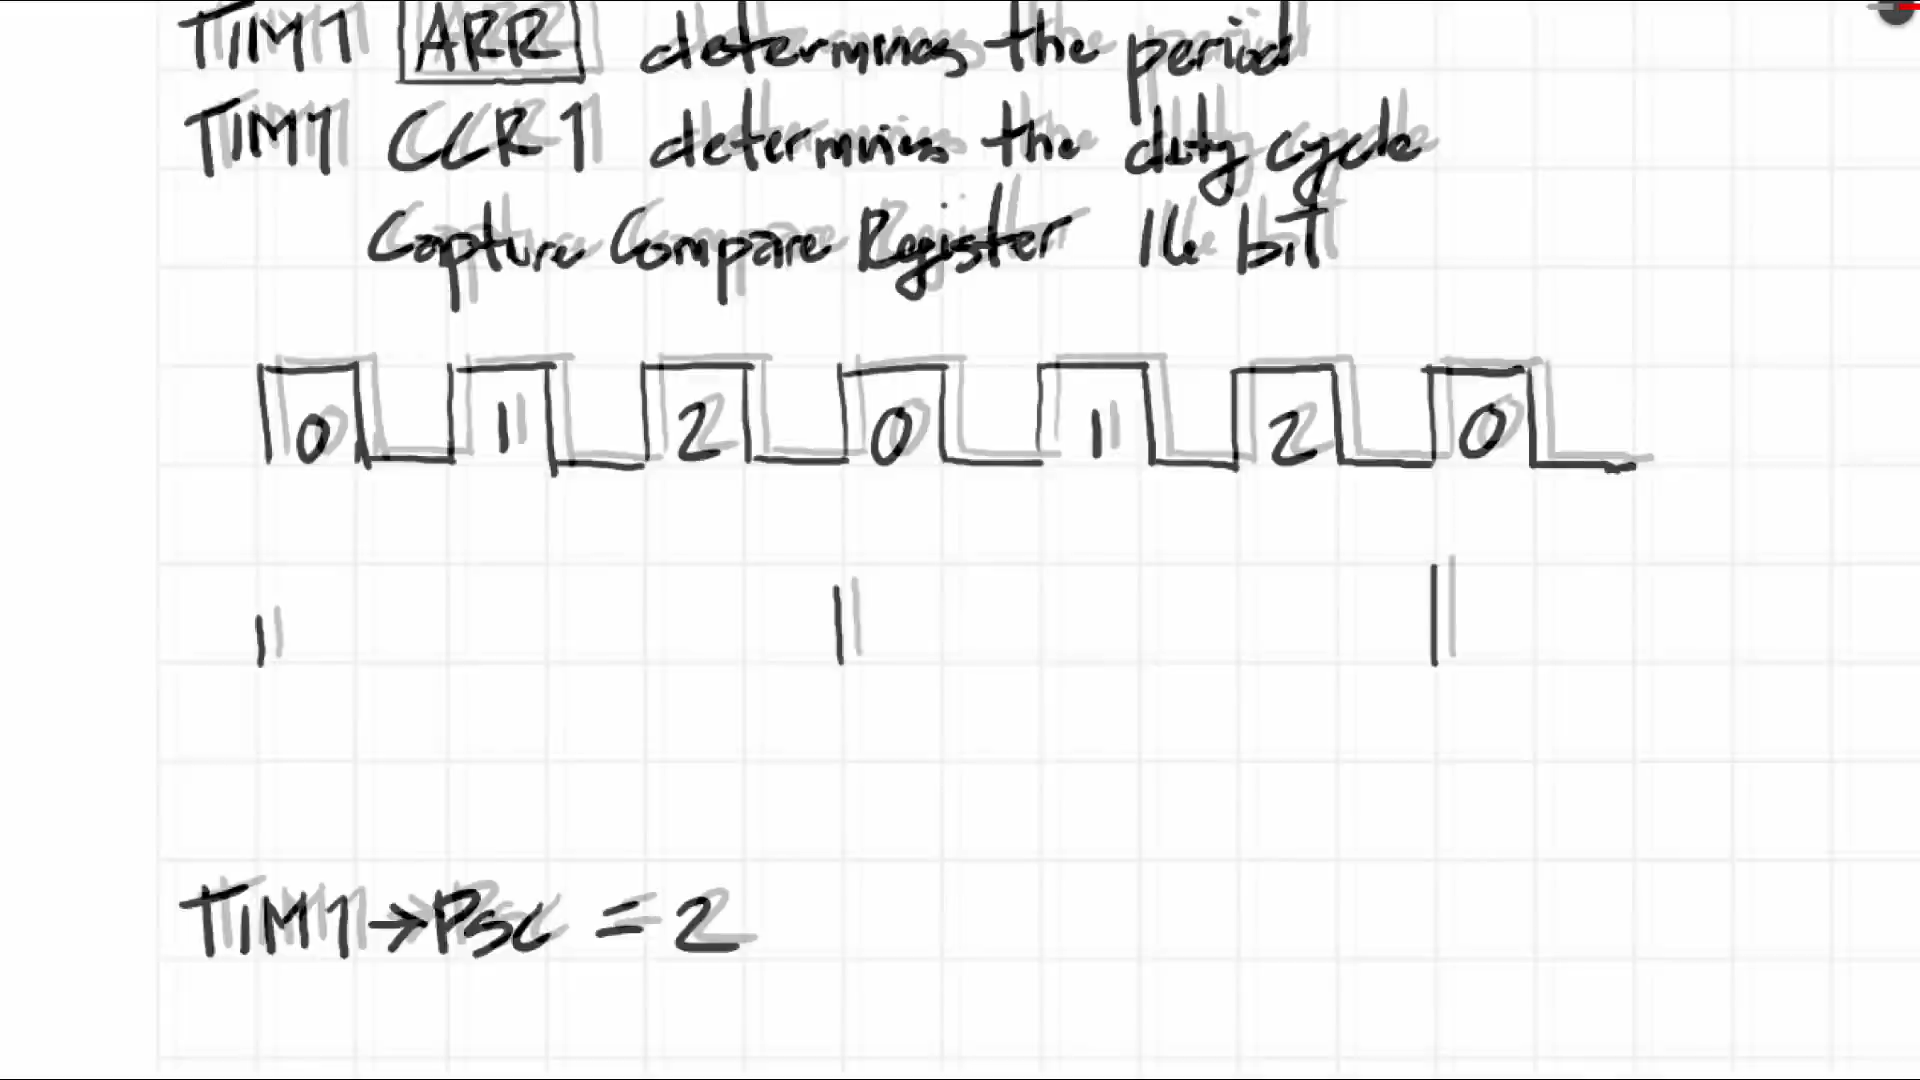 TIM1 ARR determines the period
TIM1 CCR1 determines the duty cycle
Capture Compare Register 16 bit
0 1 2 0 1 2 0
TIM1→PSC = 2